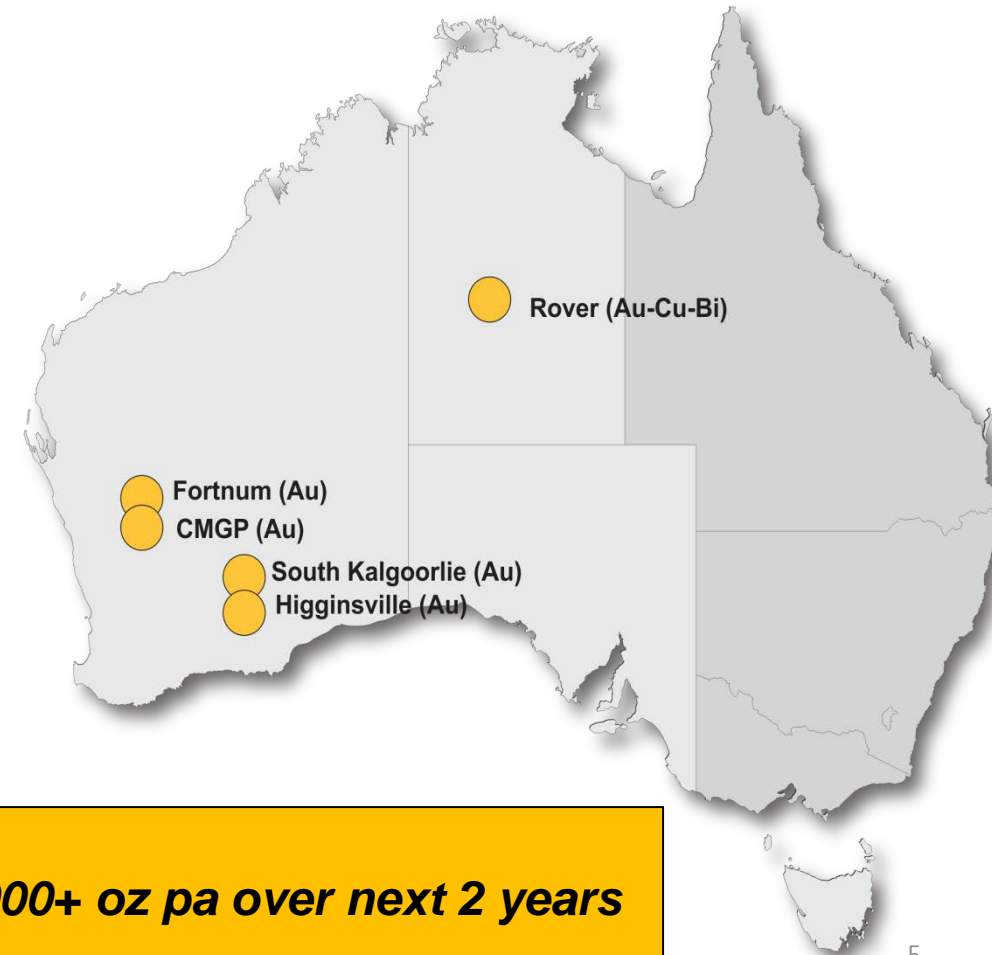 Rover (Au-Cu-Bi)
Fortnum (Au)
CMGP (Au)
South Kalgoorlie (Au)
Higginsville (Au)
00+ oz pa over next 2 years
5